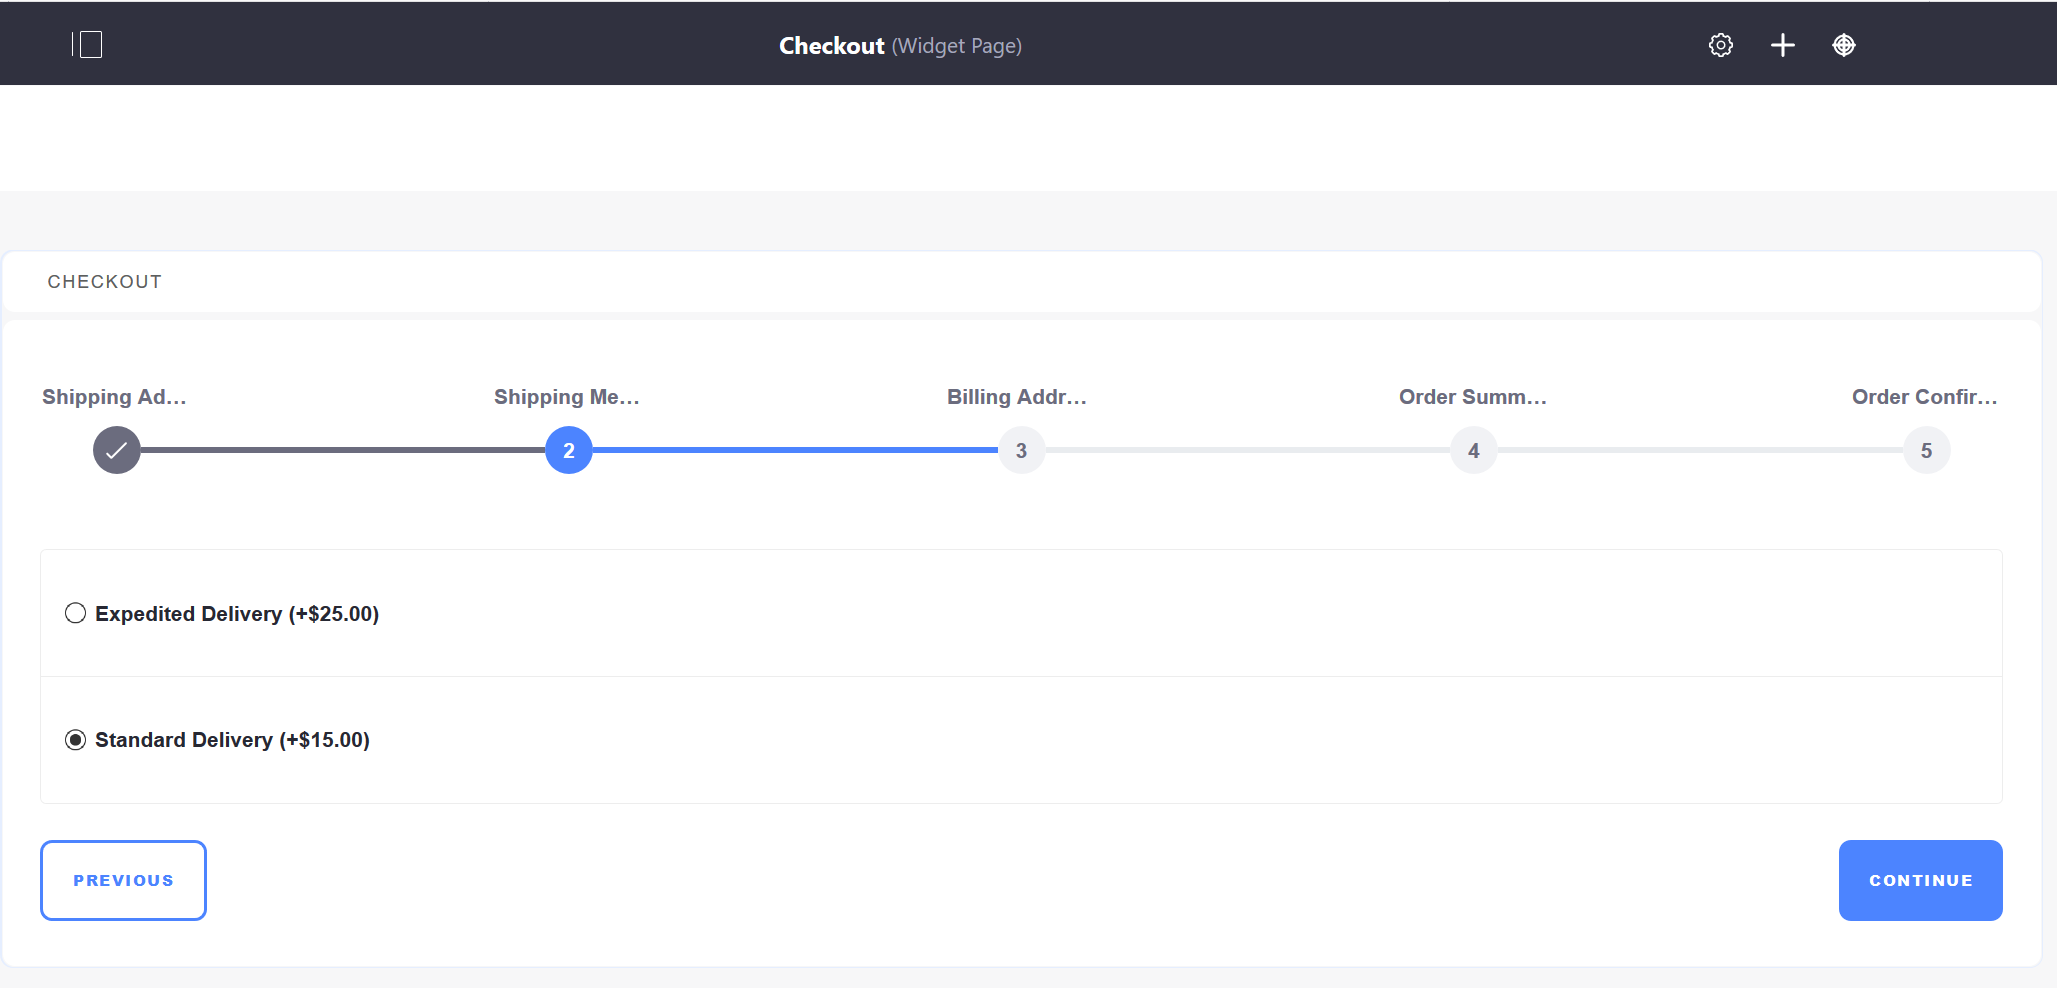 Checkout (Widget Page)
CHECKOUT
Shipping Ad... Shipping Me... Billing Addr... Order Summ... Order Confir...
2 3 4 5
Expedited Delivery (+$25.00)
Standard Delivery (+$15.00)
PREVIOUS CONTINUE